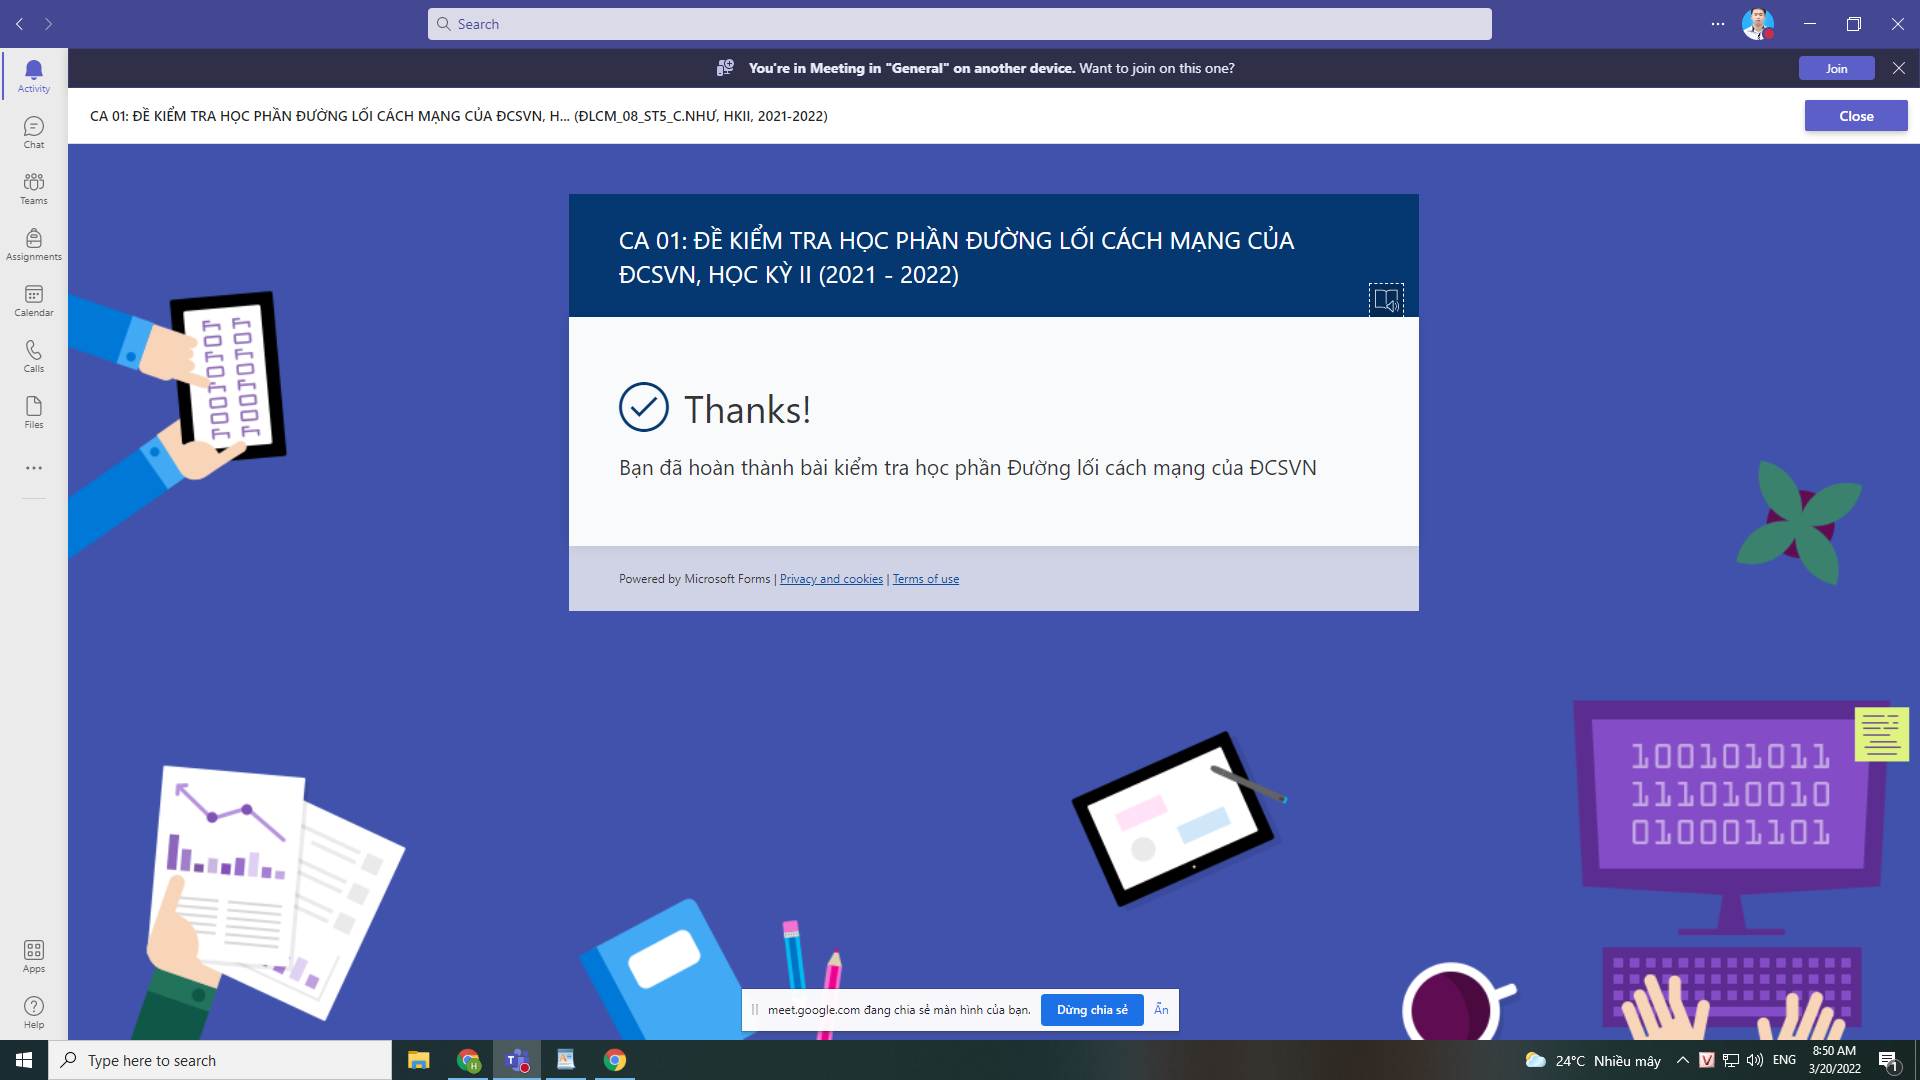 Search
You're in Meeting in "General" on another device. Want to join on this one?
Join
CA 01: ĐỀ KIỂM TRA HỌC PHẦN ĐƯỜNG LỐI CÁCH MẠNG CỦA ĐCSVN, H... (ĐLCM_08_ST5_C.NHƯ, HKII, 2021-2022)
Close
Activity
Chat
Teams
Assignments
Calendar
Calls
Files
Apps
Help
CA 01: ĐỀ KIỂM TRA HỌC PHẦN ĐƯỜNG LỐI CÁCH MẠNG CỦA
ĐCSVN, HỌC KỲ II (2021 - 2022)
Thanks!
Bạn đã hoàn thành bài kiểm tra học phần Đường lối cách mạng của ĐCSVN
Powered by Microsoft Forms | Privacy and cookies | Terms of use
100101011
111010010
010001101
meet.google.com đang chia sẻ màn hình của bạn.
Dừng chia sẻ
Ẩn
Type here to search
24°C Nhiều mây
ENG
8:50 AM
3/20/2022
1